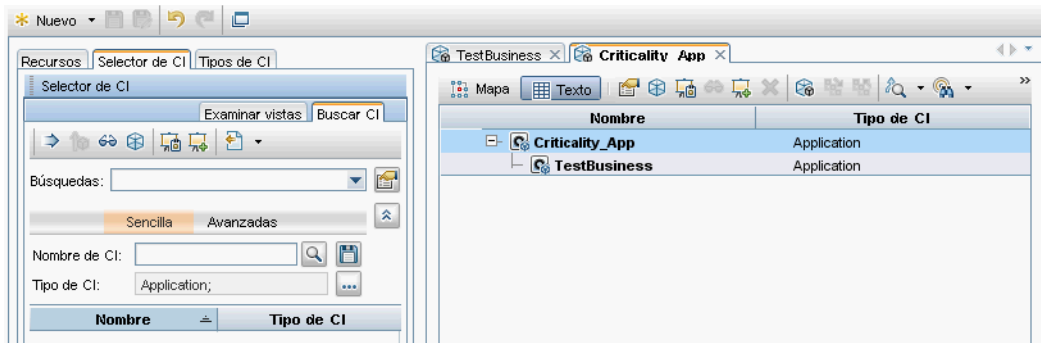 Nuevo
Recursos Selector de CI Tipos de CI
Selector de CI
Examinar vistas Buscar CI
Búsquedas:
Sencilla Avanzadas
Nombre de CI:
Tipo de CI: Application;
Nombre Tipo de CI
TestBusiness Criticality_App
Mapa Texto
Nombre Tipo de CI
Criticality_App Application
TestBusiness Application